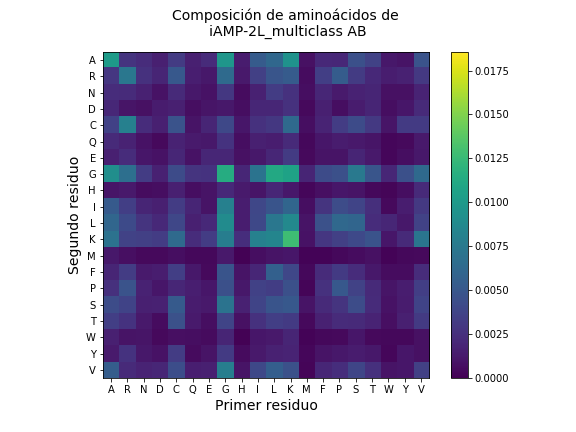 Composición de aminoácidos de
iAMP-2L_multiclass AB
Segundo residuo
A
R
N
D
C
Q
E
G
H
I
L
K
M
F
P
S
T
W
Y
V
A R N D C Q E G H I L K M F P S T W Y V
Primer residuo
0.0175
0.0150
0.0125
0.0100
0.0075
0.0050
0.0025
0.0000